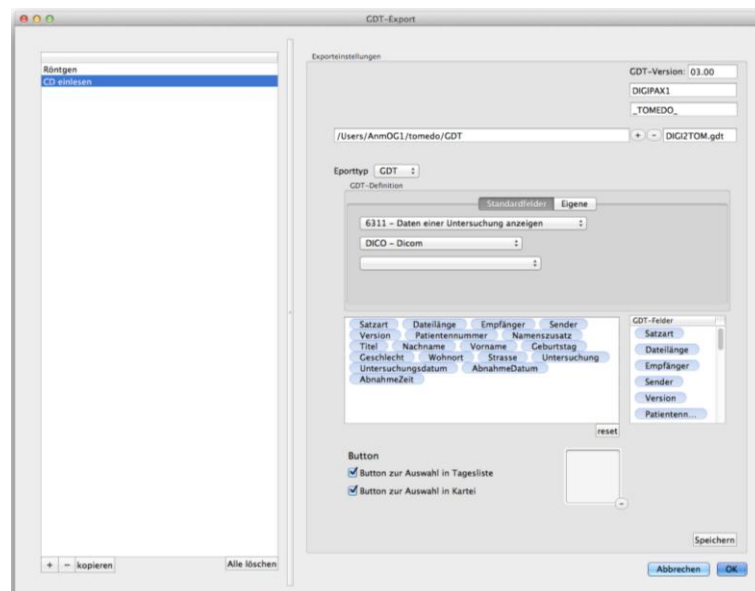 GDT-Export
Röntgen
CD einlesen
Exporteinstellungen
GDT-Version: 03.00
DIGIPAX1
_TOMEDO_
/Users/AnmOG1/tomedo/GDT + - DIGI2TOM.gdt
Eporttyp GDT
GDT-Definition
Standardfelder Eigene
6311 - Daten einer Untersuchung anzeigen
DICO - Dicom
Satzart Dateilänge Empfänger Sender
Version Patientennummer Namenszusatz
Titel Nachname Vorname Geburtstag
Geschlecht Wohnort Strasse Untersuchung
Untersuchungsdatum AbnahmeDatum
AbnahmeZeit
GDT-Felder
Satzart
Dateilänge
Empfänger
Sender
Version
Patientenn...
reset
Button
Button zur Auswahl in Tagesliste
Button zur Auswahl in Kartei
-
Speichern
+ - kopieren Alle löschen
Abbrechen OK